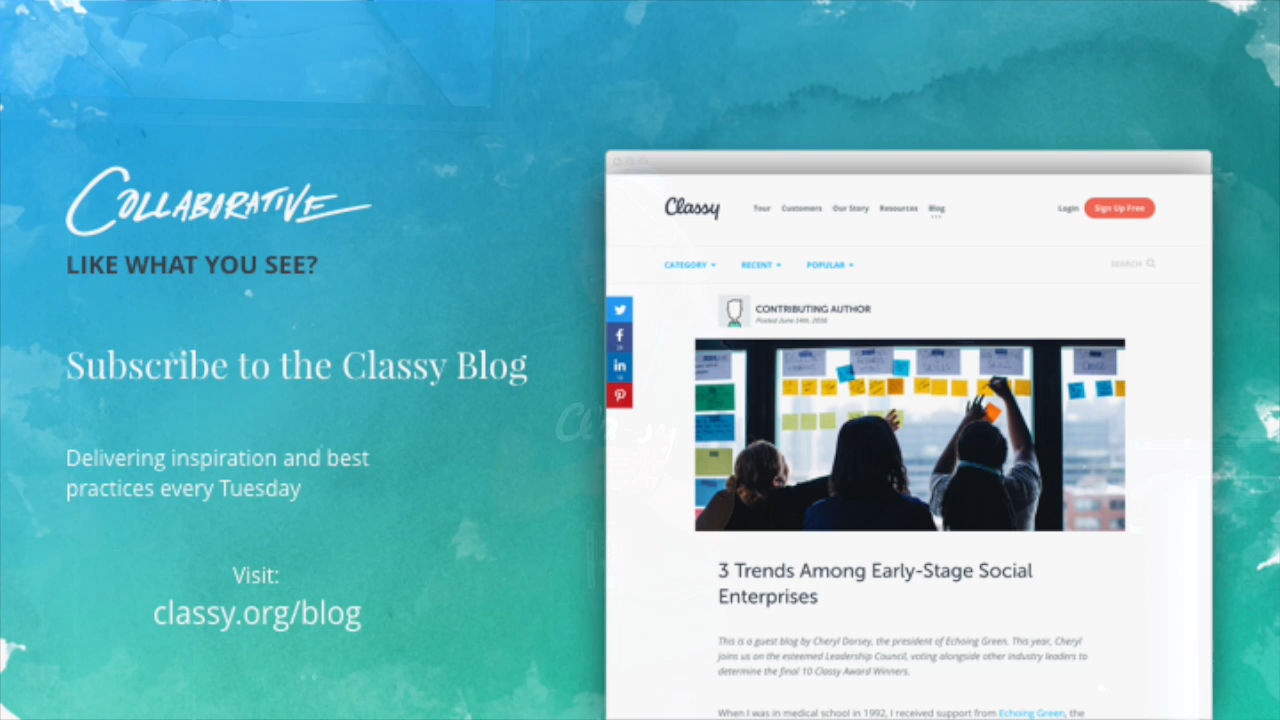 COLLABORATIVE
LIKE WHAT YOU SEE?
Subscribe to the Classy Blog
Delivering inspiration and best
practices every Tuesday
Visit:
classy.org/blog
Classy
Tour Customers Our Story Resources Blog
Login Sign Up Free
CATEGORY RECENT POPULAR
SEARCH
CONTRIBUTING AUTHOR
Posted June 14th, 2016
3 Trends Among Early-Stage Social
Enterprises
This is a guest blog by Cheryl Dorsey, the president of Echoing Green. This year, Cheryl
joins us on the esteemed Leadership Council, voting alongside other industry leaders to
determine the final 10 Classy Award Winners.
When I was in medical school in 1992, I received support from Echoing Green, the